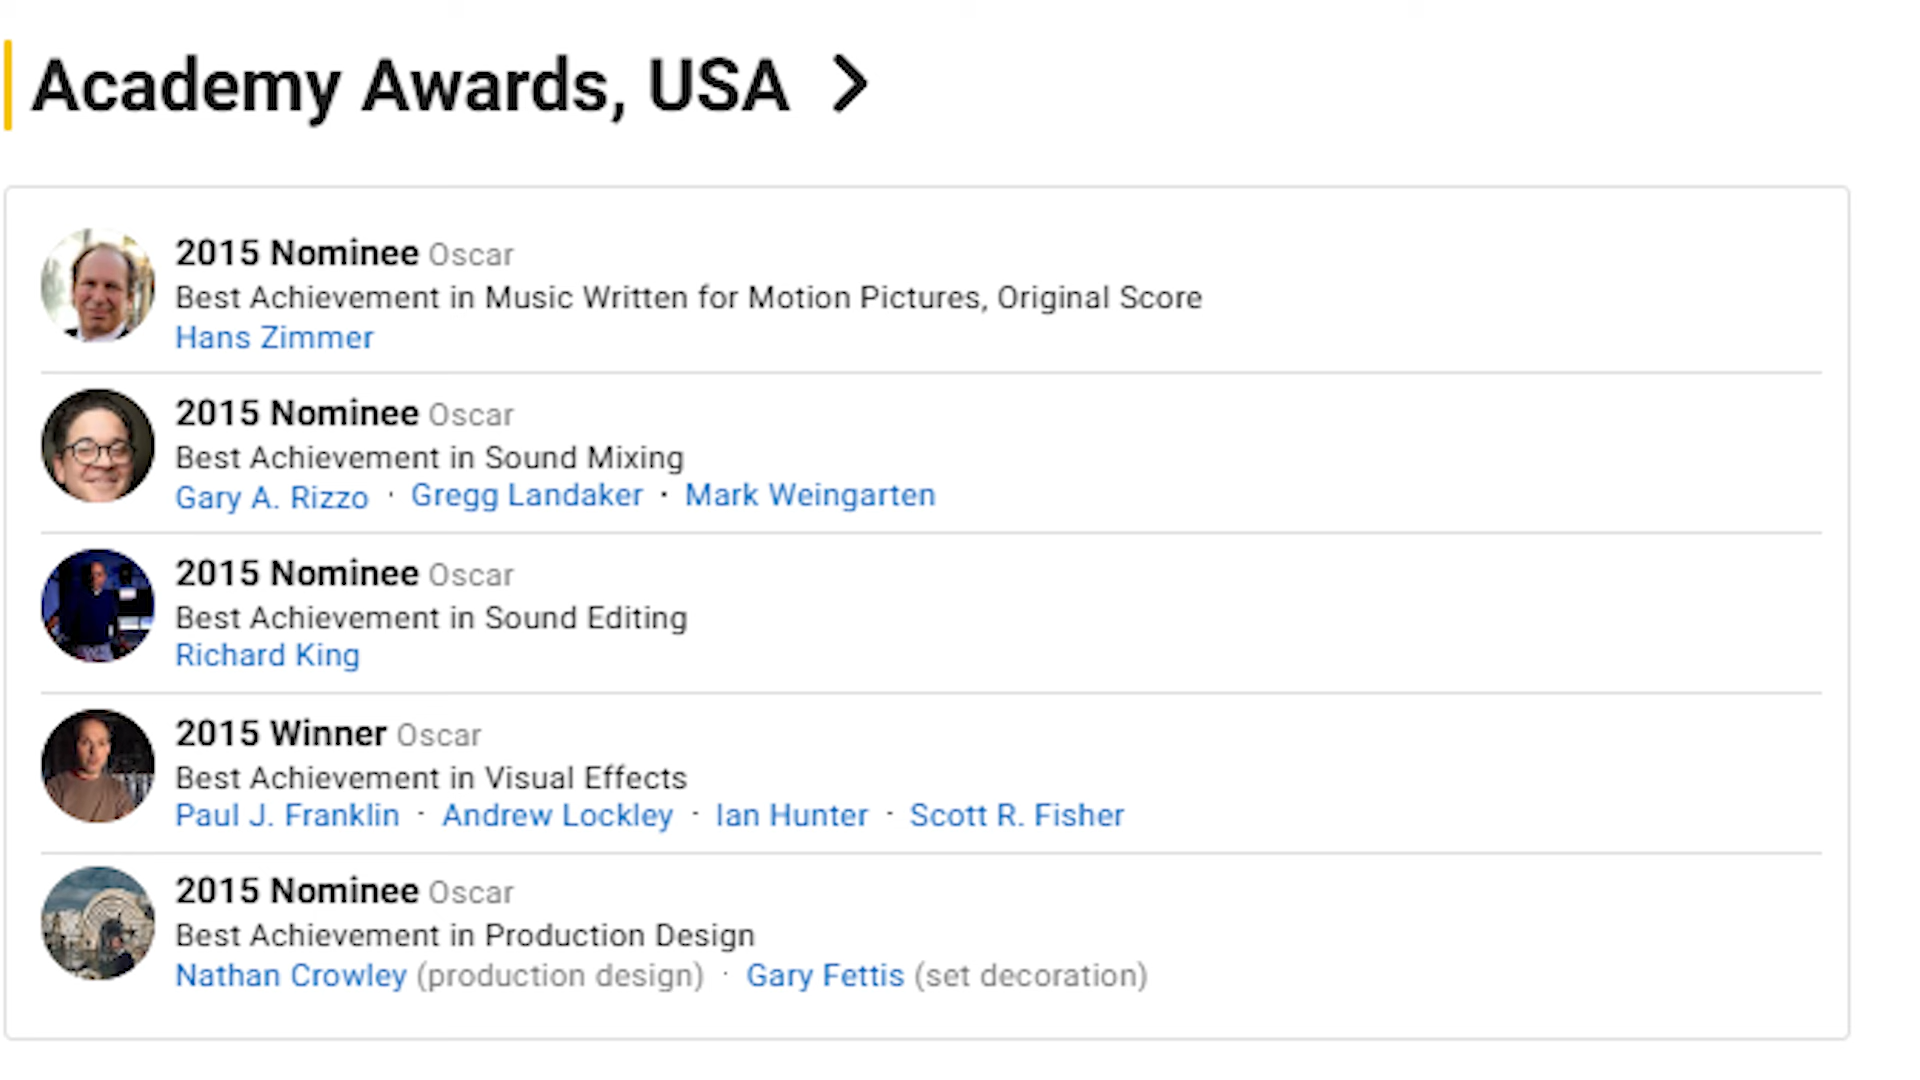 Academy Awards, USA
2015 Nominee Oscar
Best Achievement in Music Written for Motion Pictures, Original Score
Hans Zimmer
2015 Nominee Oscar
Best Achievement in Sound Mixing
Gary A. Rizzo · Gregg Landaker · Mark Weingarten
2015 Nominee Oscar
Best Achievement in Sound Editing
Richard King
2015 Winner Oscar
Best Achievement in Visual Effects
Paul J. Franklin · Andrew Lockley · Ian Hunter · Scott R. Fisher
2015 Nominee Oscar
Best Achievement in Production Design
Nathan Crowley (production design) · Gary Fettis (set decoration)